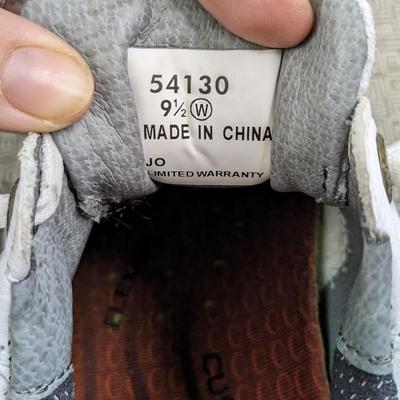 54130
9½ Ⓦ
MADE IN CHINA
JO
LIMITED WARRANTY